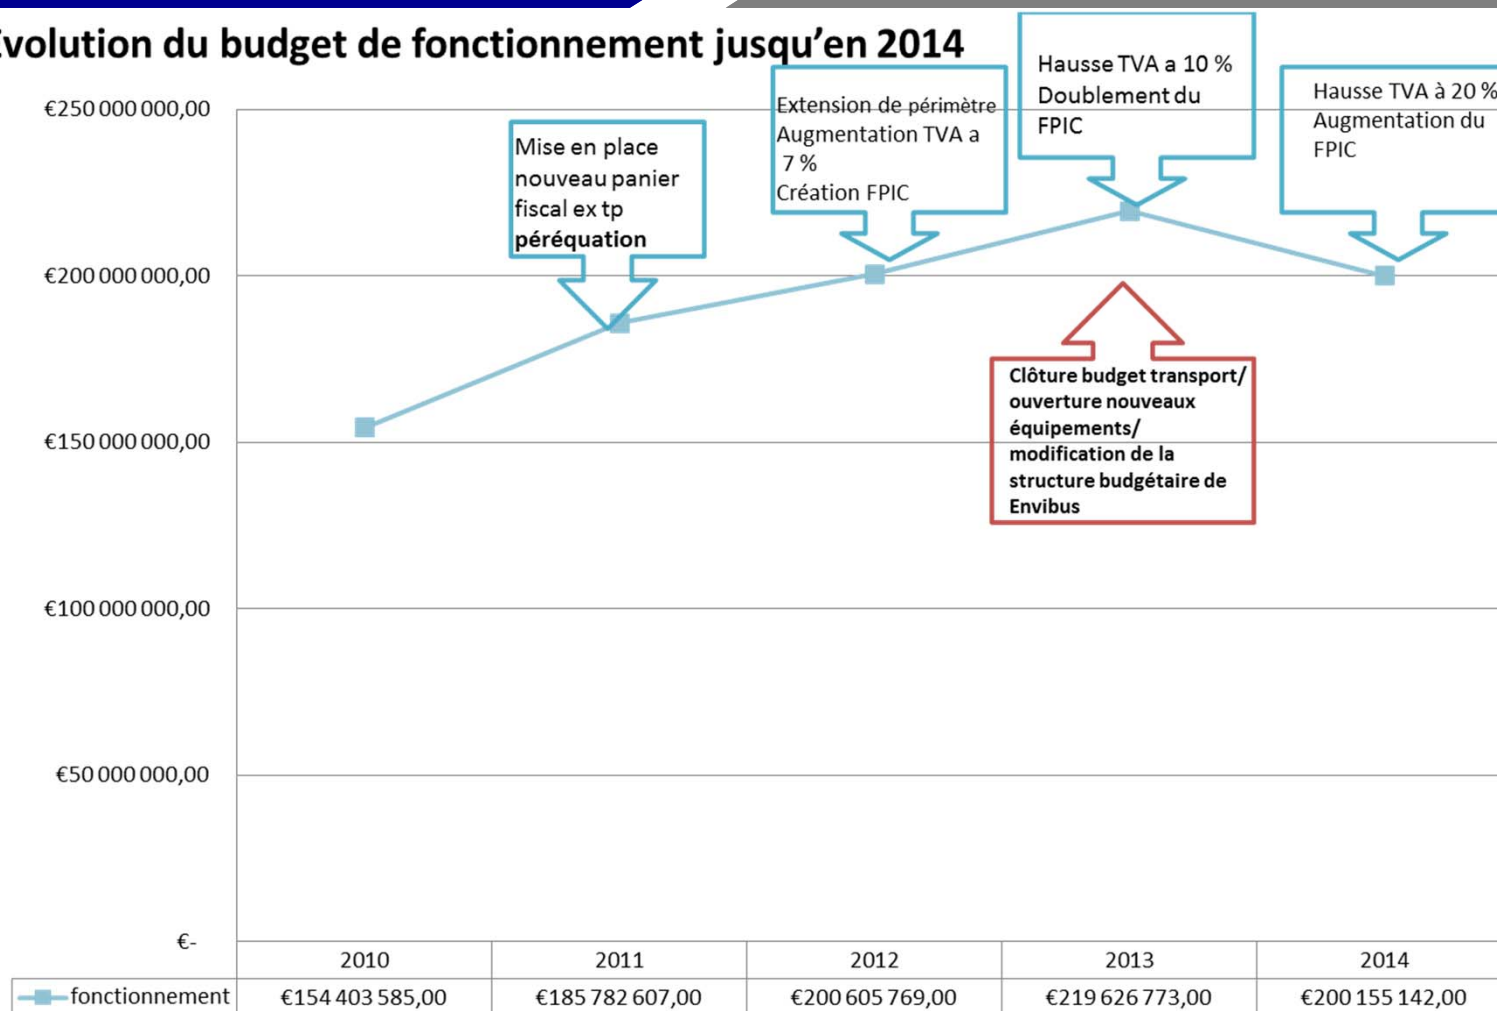 Evolution du budget de fonctionnement jusqu'en 2014
€250 000 000,00
€200 000 000,00
€150 000 000,00
€100 000 000,00
€50 000 000,00
€-
Mise en place
nouveau panier
fiscal ex tp
péréquation
Extension de périmètre
Augmentation TVA a
7 %
Création FPIC
Hausse TVA a 10 %
Doublement du
FPIC
Hausse TVA à 20 %
Augmentation du
FPIC
Clôture budget transport/
ouverture nouveaux
équipements/
modification de la
structure budgétaire de
Envibus
2010 2011 2012 2013 2014
fonctionnement €154 403 585,00 €185 782 607,00 €200 605 769,00 €219 626 773,00 €200 155 142,00